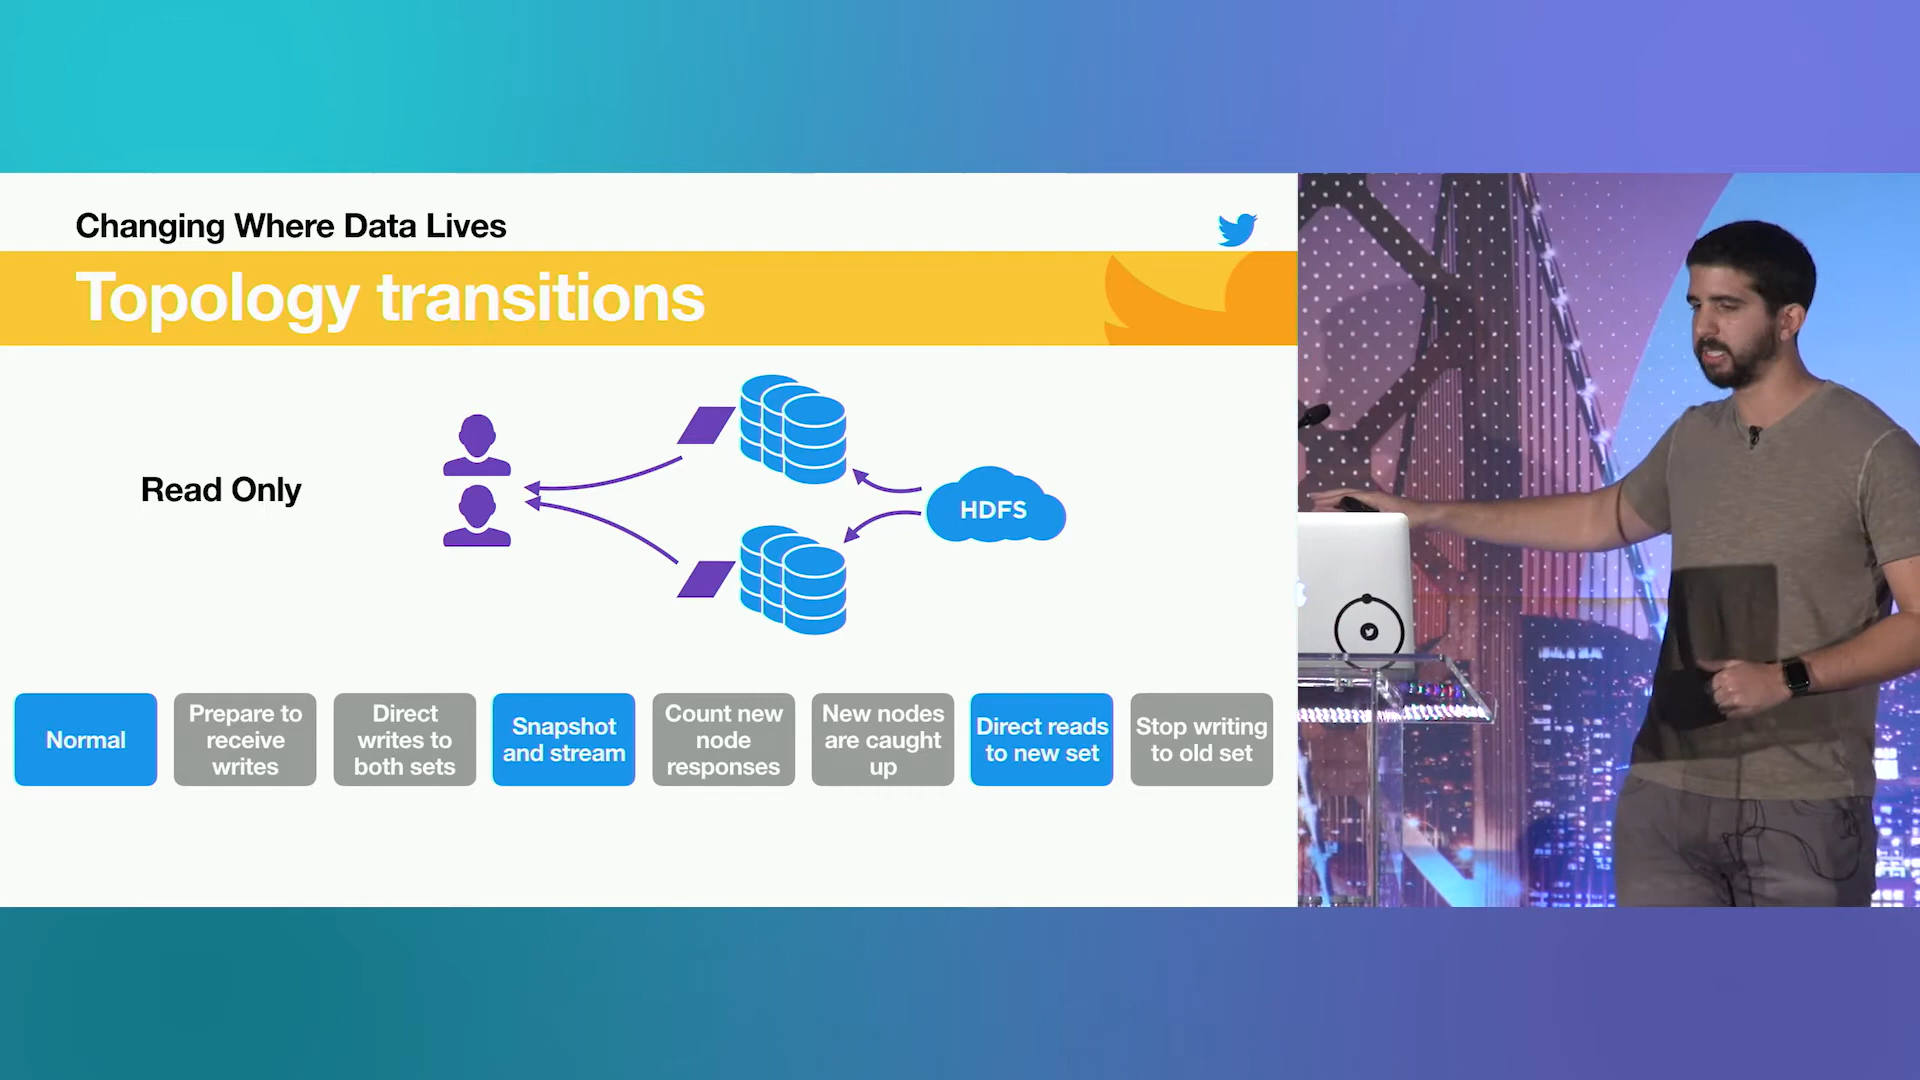 Changing Where Data Lives
Topology transitions
Read Only
HDFS
Normal
Prepare to
receive
writes
Direct
writes to
both sets
Snapshot
and stream
Count new
node
responses
New nodes
are caught
up
Direct reads
to new set
Stop writing
to old set